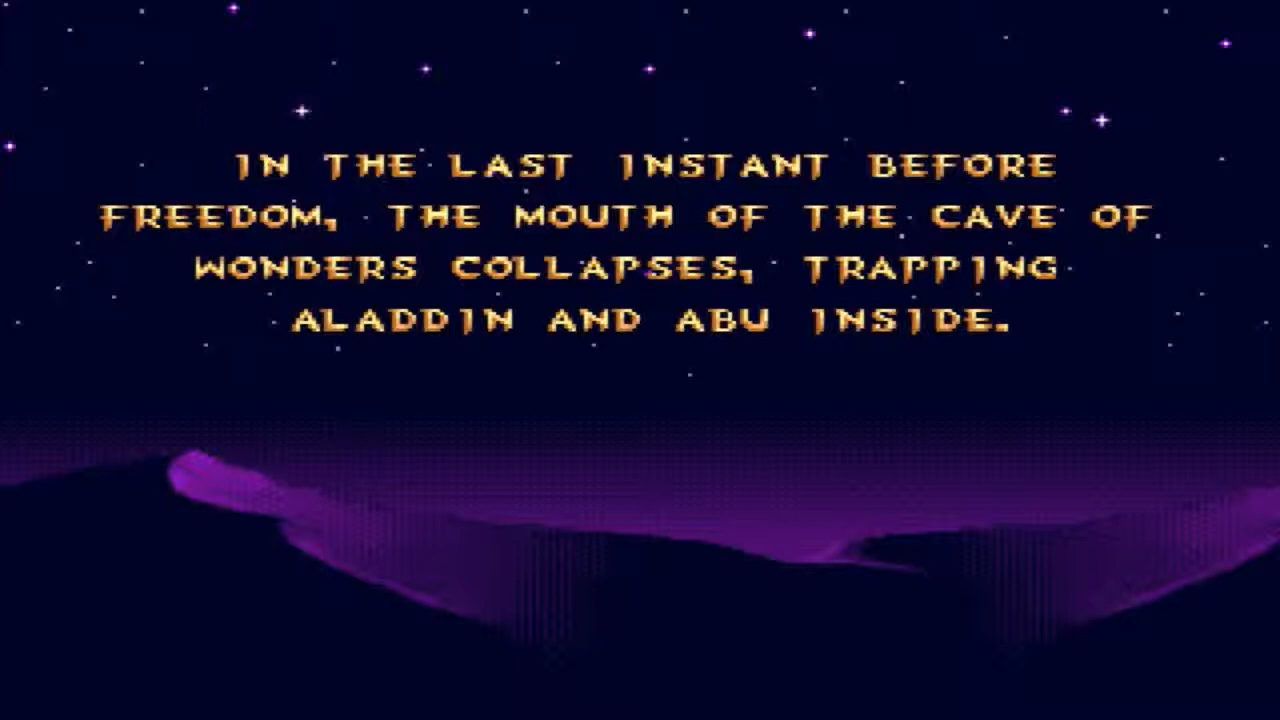 IN THE LAST INSTANT BEFORE
FREEDOM, THE MOUTH OF THE CAVE OF
WONDERS COLLAPSES, TRAPPING
ALADDIN AND ABU INSIDE.